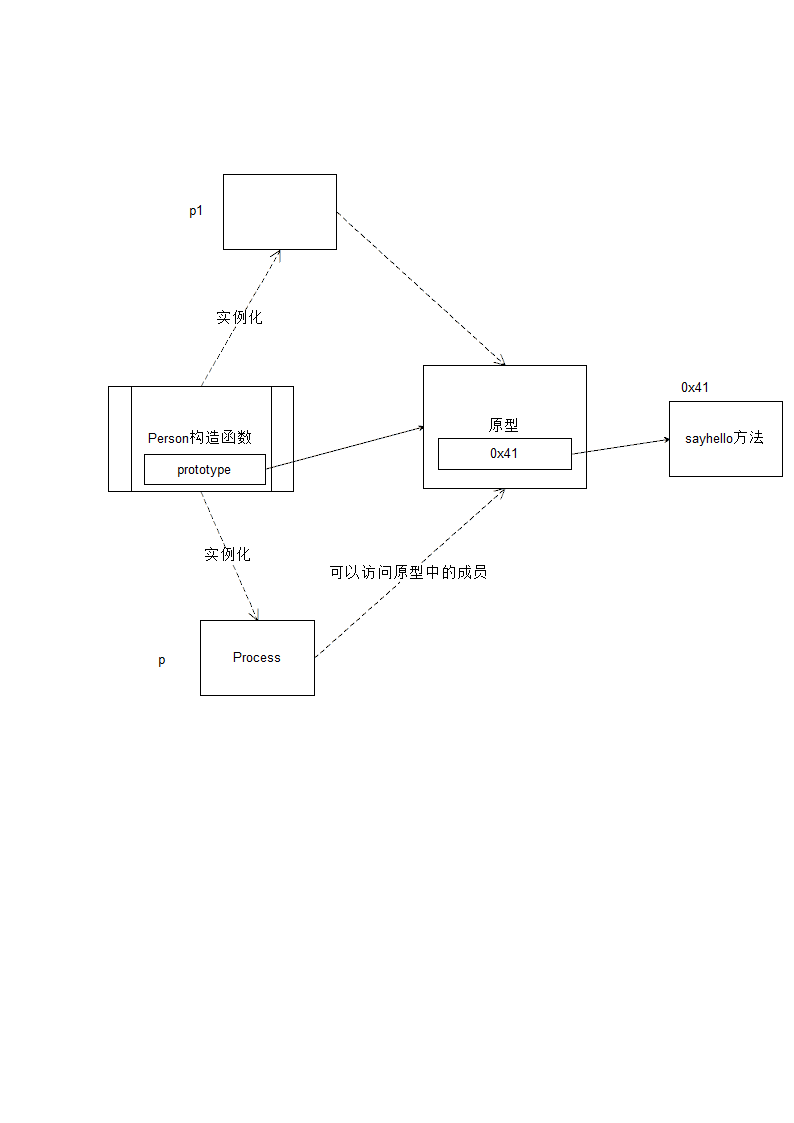 p1
实例化
Person构造函数
prototype
原型
0x41
0x41
sayhello方法
实例化
可以访问原型中的成员
p
Process